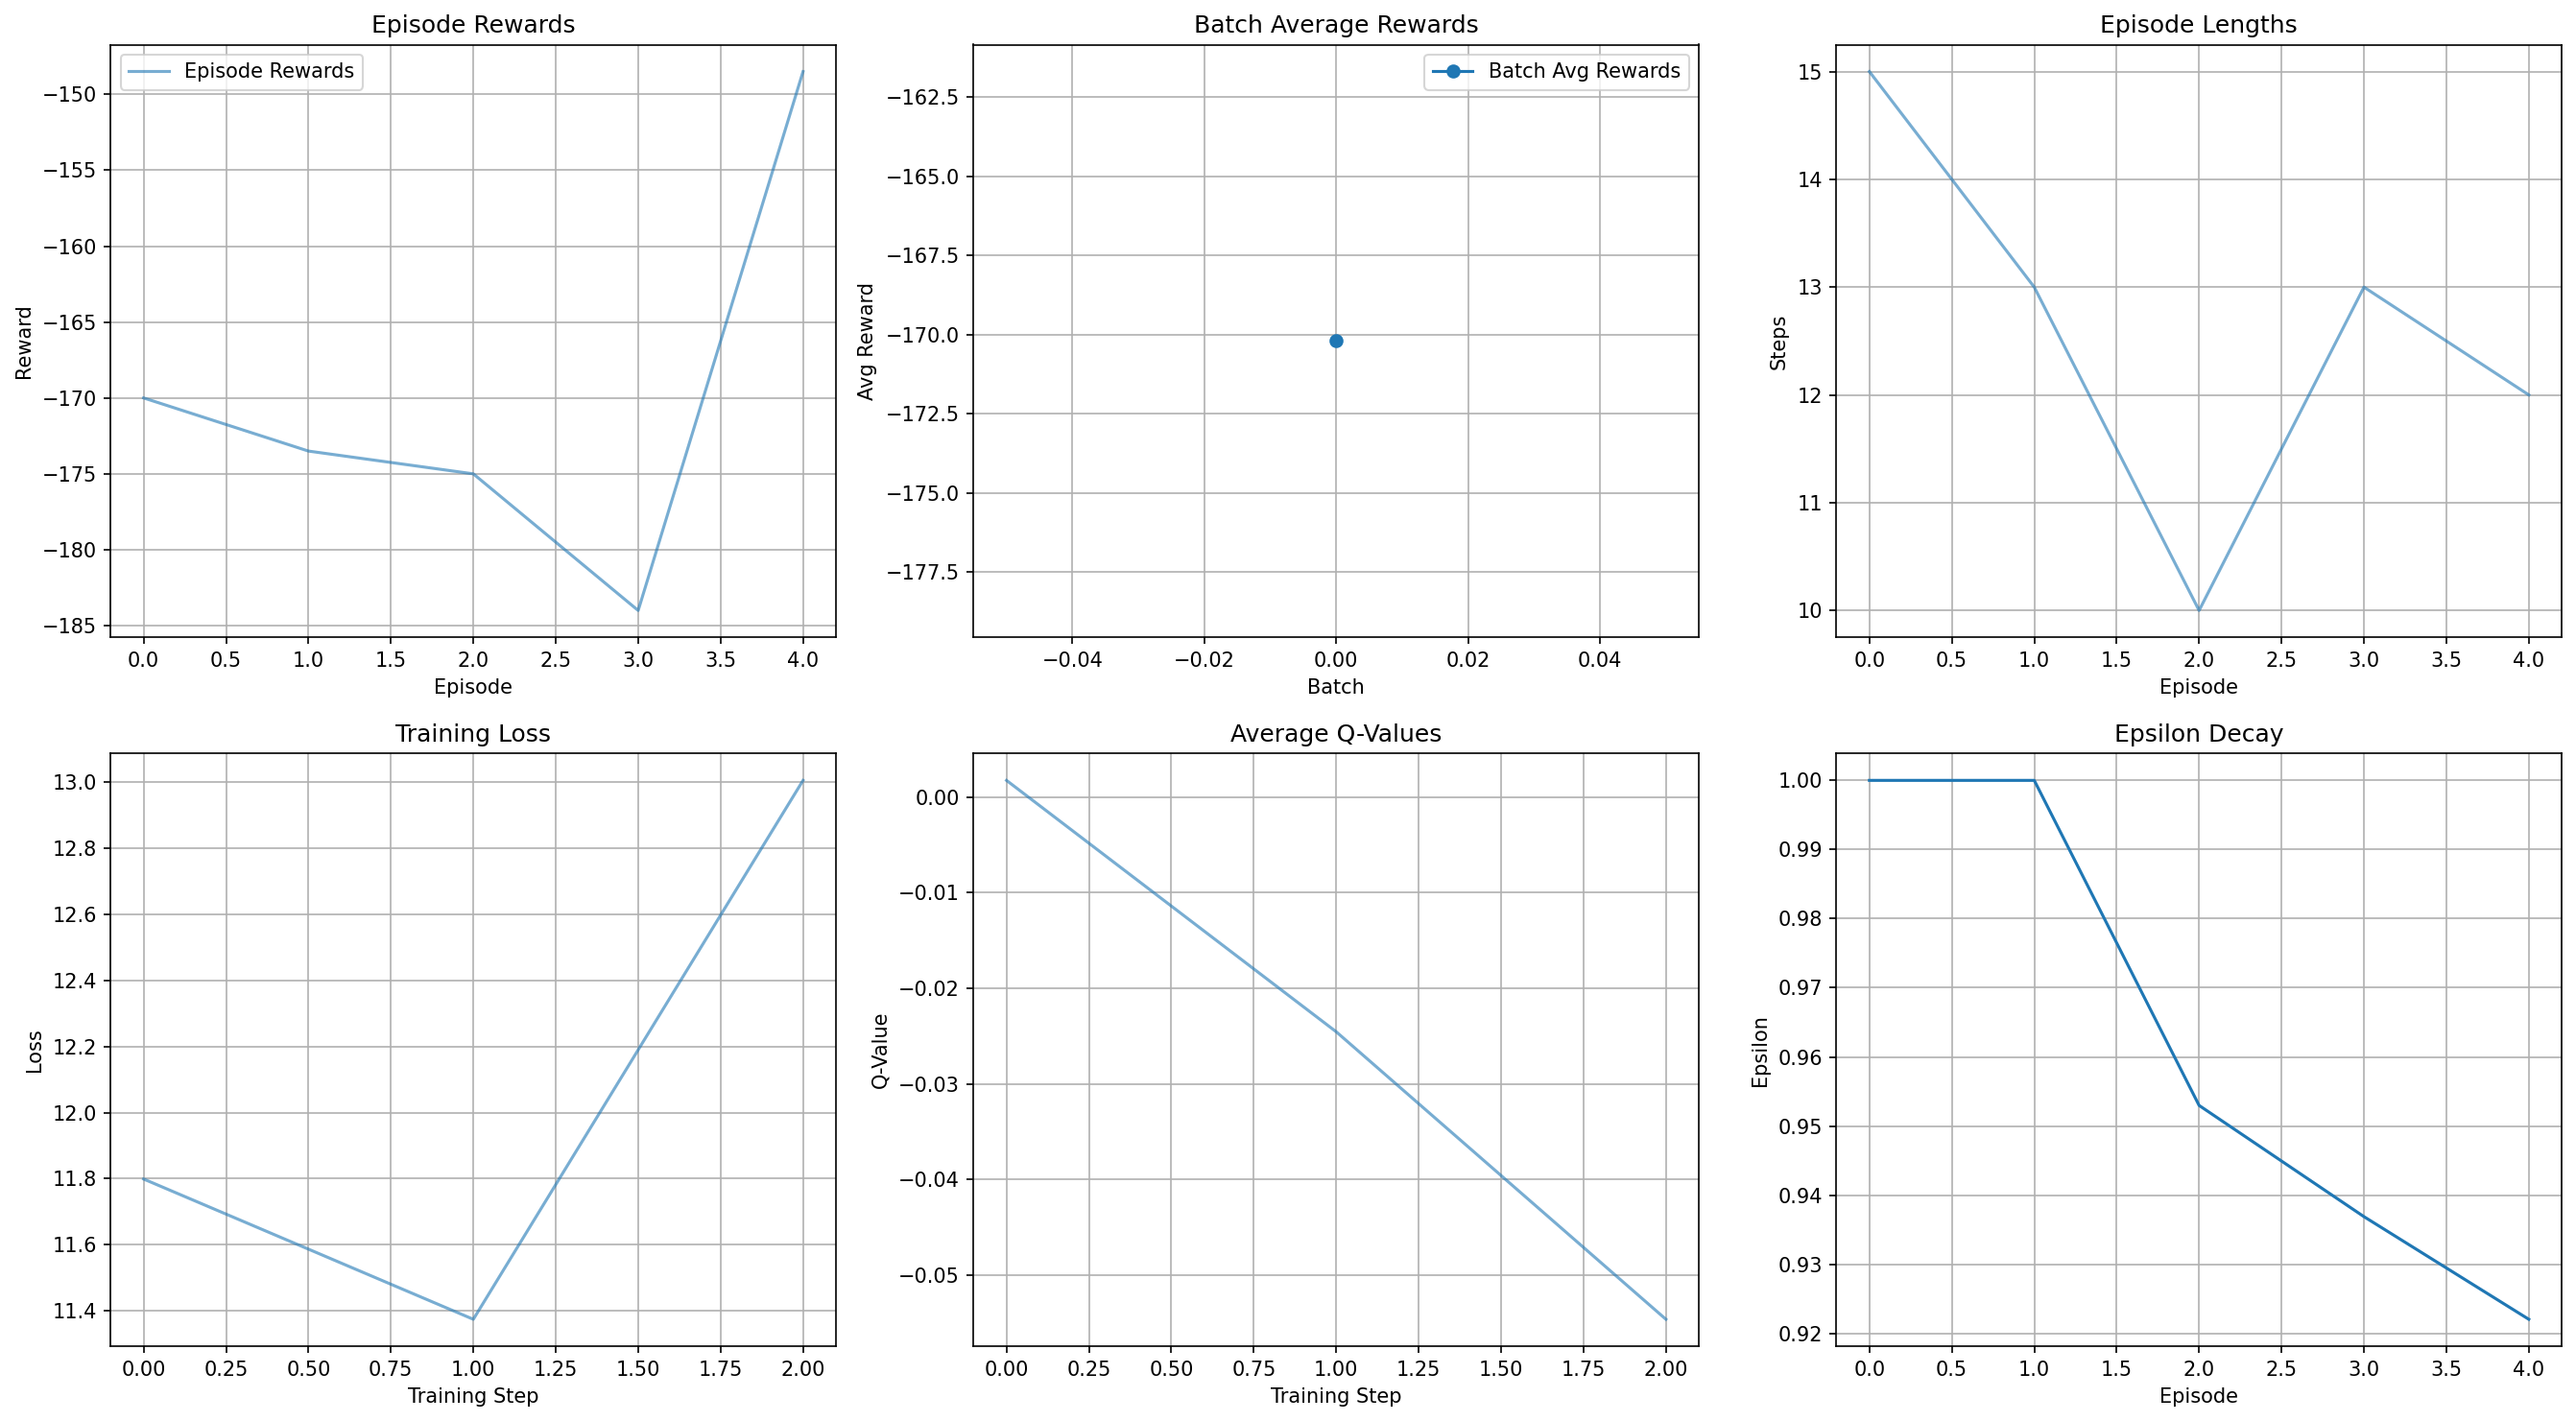 Episode Rewards
Episode Rewards
−150
−155
−160
−165
−170
−175
−180
−185
Reward
0.0 0.5 1.0 1.5 2.0 2.5 3.0 3.5 4.0
Episode
Batch Average Rewards
Batch Avg Rewards
−162.5
−165.0
−167.5
−170.0
−172.5
−175.0
−177.5
Avg Reward
−0.04 −0.02 0.00 0.02 0.04
Batch
Episode Lengths
15
14
13
12
11
10
Steps
0.0 0.5 1.0 1.5 2.0 2.5 3.0 3.5 4.0
Episode
Training Loss
13.0
12.8
12.6
12.4
12.2
12.0
11.8
11.6
11.4
Loss
0.00 0.25 0.50 0.75 1.00 1.25 1.50 1.75 2.00
Training Step
Average Q-Values
0.00
−0.01
−0.02
−0.03
−0.04
−0.05
Q-Value
0.00 0.25 0.50 0.75 1.00 1.25 1.50 1.75 2.00
Training Step
Epsilon Decay
1.00
0.99
0.98
0.97
0.96
0.95
0.94
0.93
0.92
Epsilon
0.0 0.5 1.0 1.5 2.0 2.5 3.0 3.5 4.0
Episode